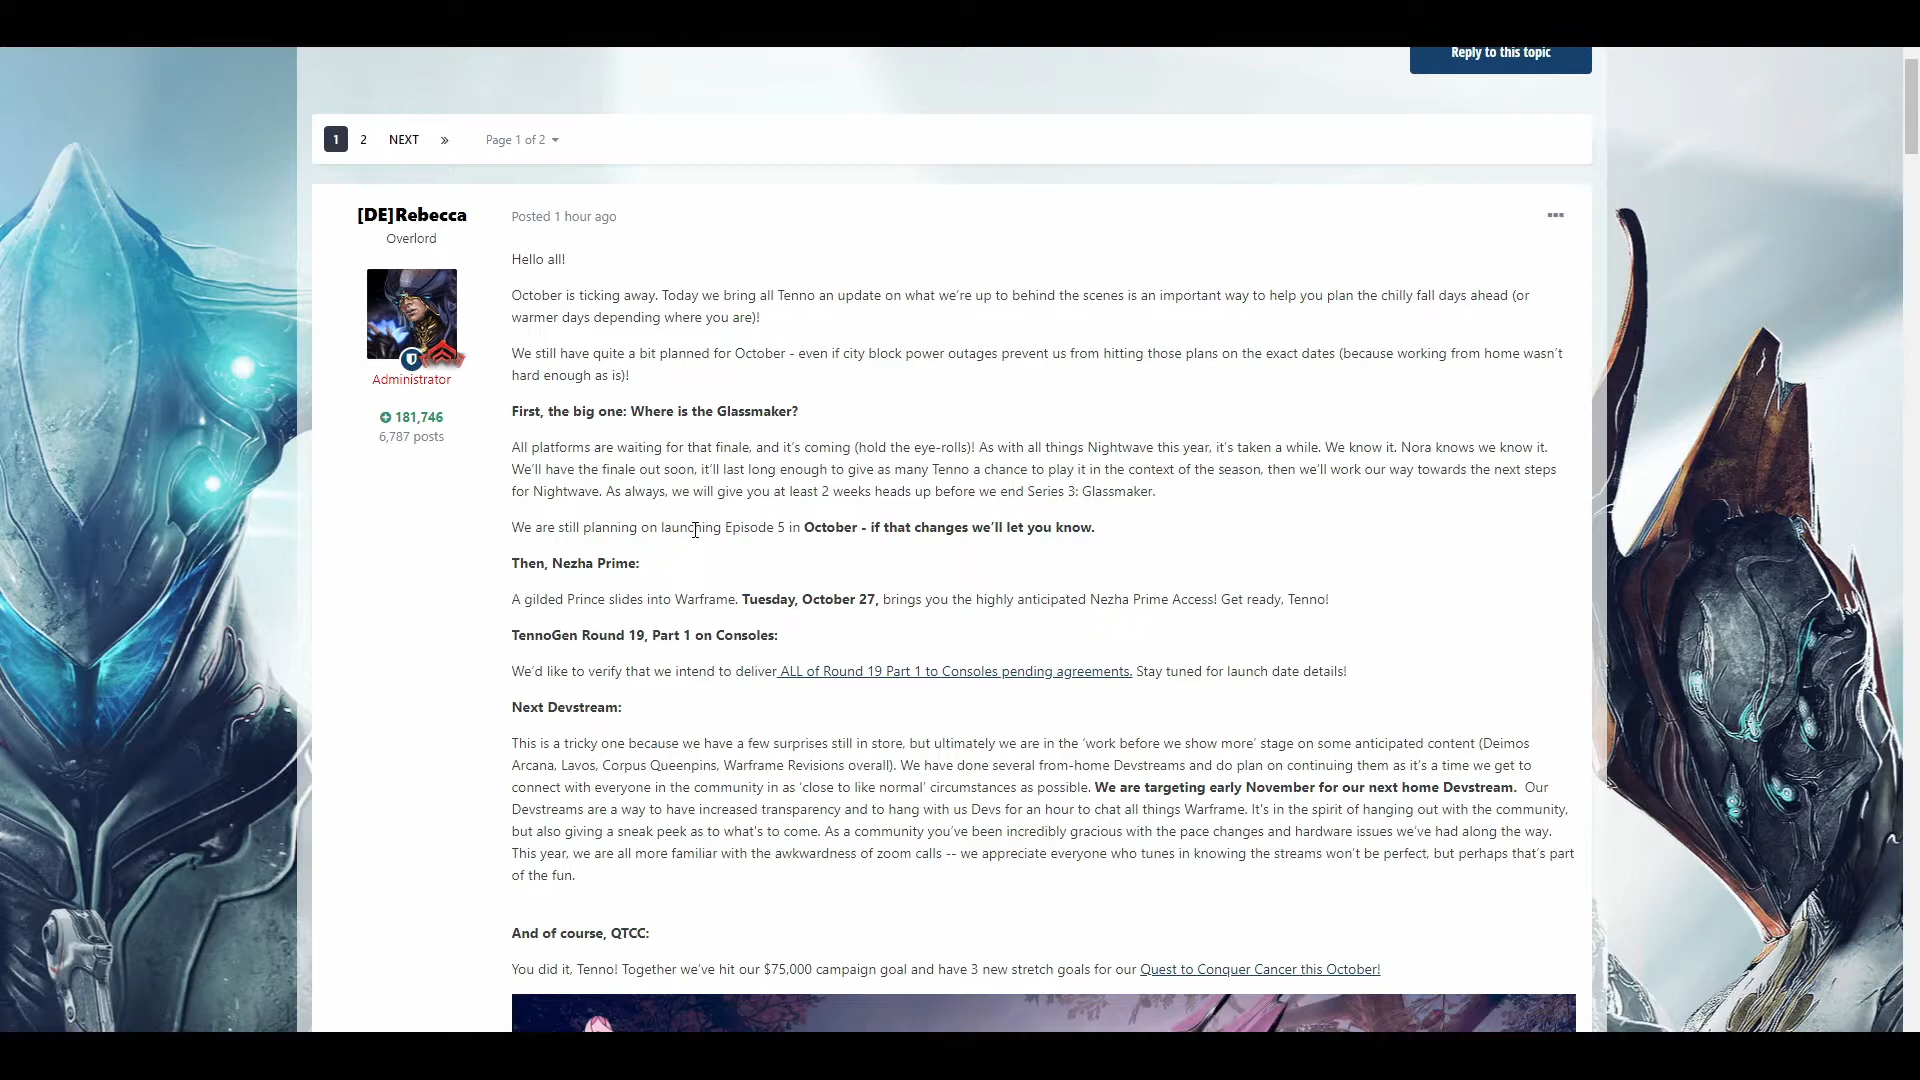 Reply to this topic
1 2 NEXT » Page 1 of 2
[DE]Rebecca
Overlord
Administrator
181,746
6,787 posts
Posted 1 hour ago
Hello all!
October is ticking away. Today we bring all Tenno an update on what we’re up to behind the scenes is an important way to help you plan the chilly fall days ahead (or
warmer days depending where you are)!
We still have quite a bit planned for October - even if city block power outages prevent us from hitting those plans on the exact dates (because working from home wasn’t
hard enough as is)!
First, the big one: Where is the Glassmaker?
All platforms are waiting for that finale, and it’s coming (hold the eye-rolls)! As with all things Nightwave this year, it’s taken a while. We know it. Nora knows we know it.
We’ll have the finale out soon, it’ll last long enough to give as many Tenno a chance to play it in the context of the season, then we’ll work our way towards the next steps
for Nightwave. As always, we will give you at least 2 weeks heads up before we end Series 3: Glassmaker.
We are still planning on launching Episode 5 in October - if that changes we’ll let you know.
Then, Nezha Prime:
A gilded Prince slides into Warframe. Tuesday, October 27, brings you the highly anticipated Nezha Prime Access! Get ready, Tenno!
TennoGen Round 19, Part 1 on Consoles:
We’d like to verify that we intend to deliver ALL of Round 19 Part 1 to Consoles pending agreements. Stay tuned for launch date details!
Next Devstream:
This is a tricky one because we have a few surprises still in store, but ultimately we are in the ‘work before we show more’ stage on some anticipated content (Deimos
Arcana, Lavos, Corpus Queenpins, Warframe Revisions overall). We have done several from-home Devstreams and do plan on continuing them as it’s a time we get to
connect with everyone in the community in as ‘close to like normal’ circumstances as possible. We are targeting early November for our next home Devstream. Our
Devstreams are a way to have increased transparency and to hang with us Devs for an hour to chat all things Warframe. It's in the spirit of hanging out with the community,
but also giving a sneak peek as to what's to come. As a community you’ve been incredibly gracious with the pace changes and hardware issues we’ve had along the way.
This year, we are all more familiar with the awkwardness of zoom calls -- we appreciate everyone who tunes in knowing the streams won’t be perfect, but perhaps that’s part
of the fun.
And of course, QTCC:
You did it, Tenno! Together we’ve hit our $75,000 campaign goal and have 3 new stretch goals for our Quest to Conquer Cancer this October!